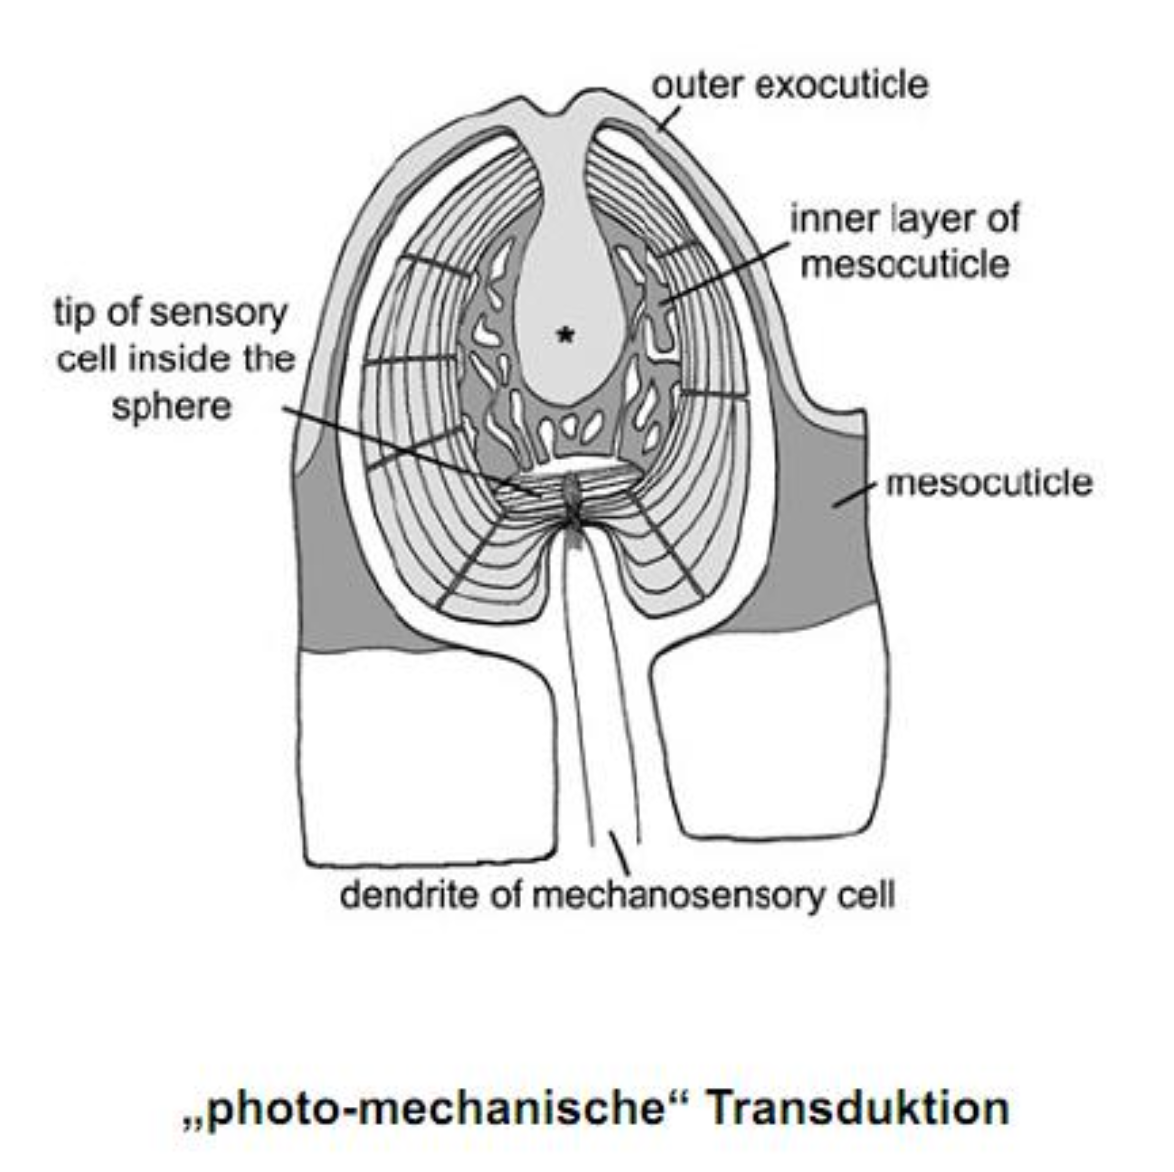 outer exocuticle
inner layer of
mesocuticle
tip of sensory
cell inside the
sphere
*
mesocuticle
dendrite of mechanosensory cell
„photo-mechanische“ Transduktion